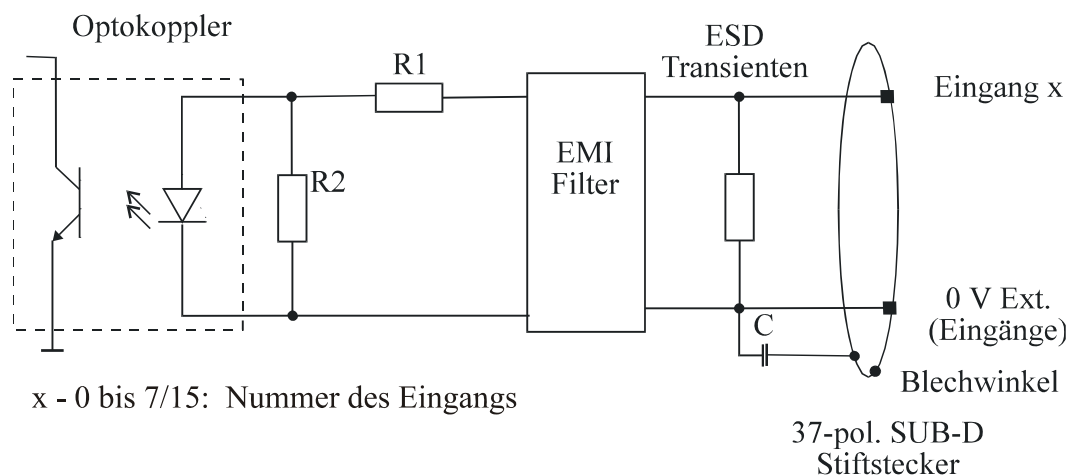 Optokoppler
ESD
Transienten
R1
Eingang x
EMI
Filter
R2
0 V Ext.
(Eingänge)
C
Blechwinkel
x - 0 bis 7/15: Nummer des Eingangs
37-pol. SUB-D
Stiftstecker